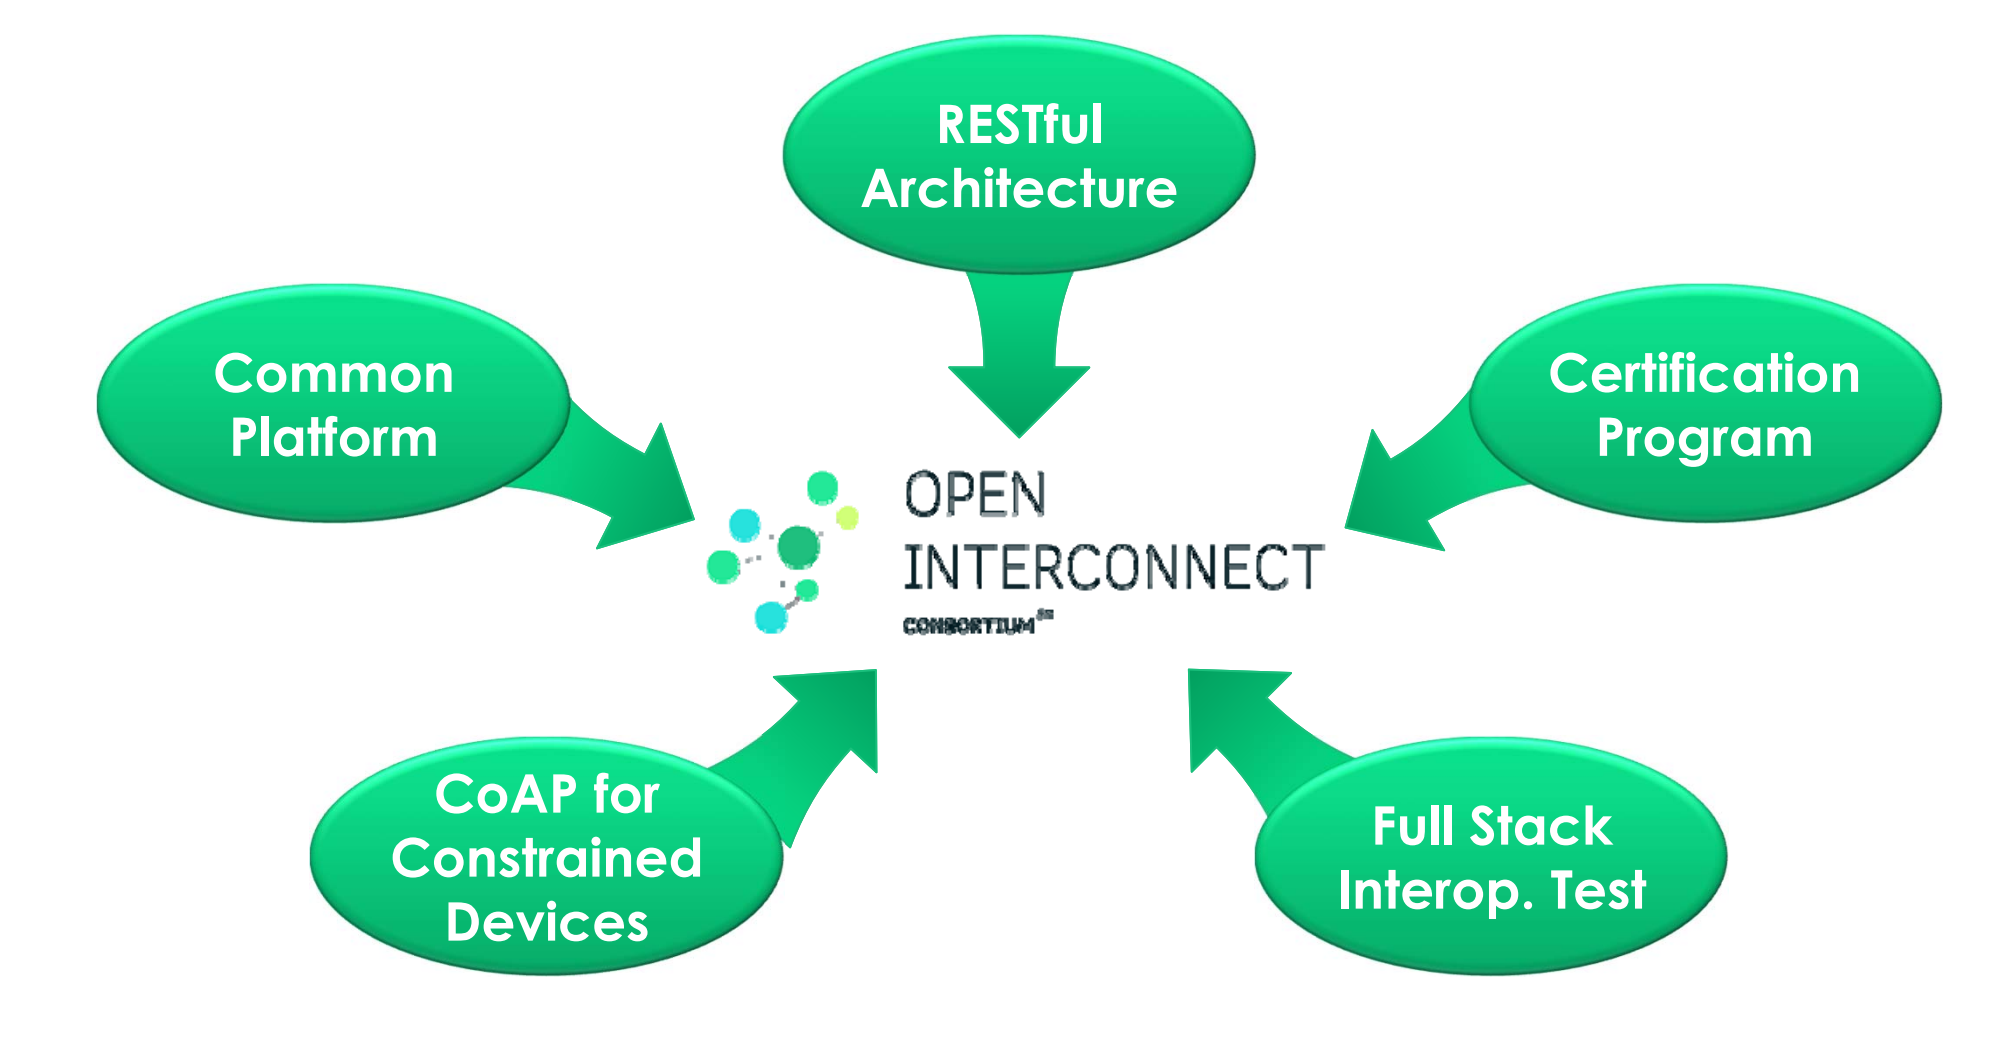 RESTful
Architecture
Common
Platform
Certification
Program
OPEN
INTERCONNECT
CONSORTIUM
CoAP for
Constrained
Devices
Full Stack
Interop. Test